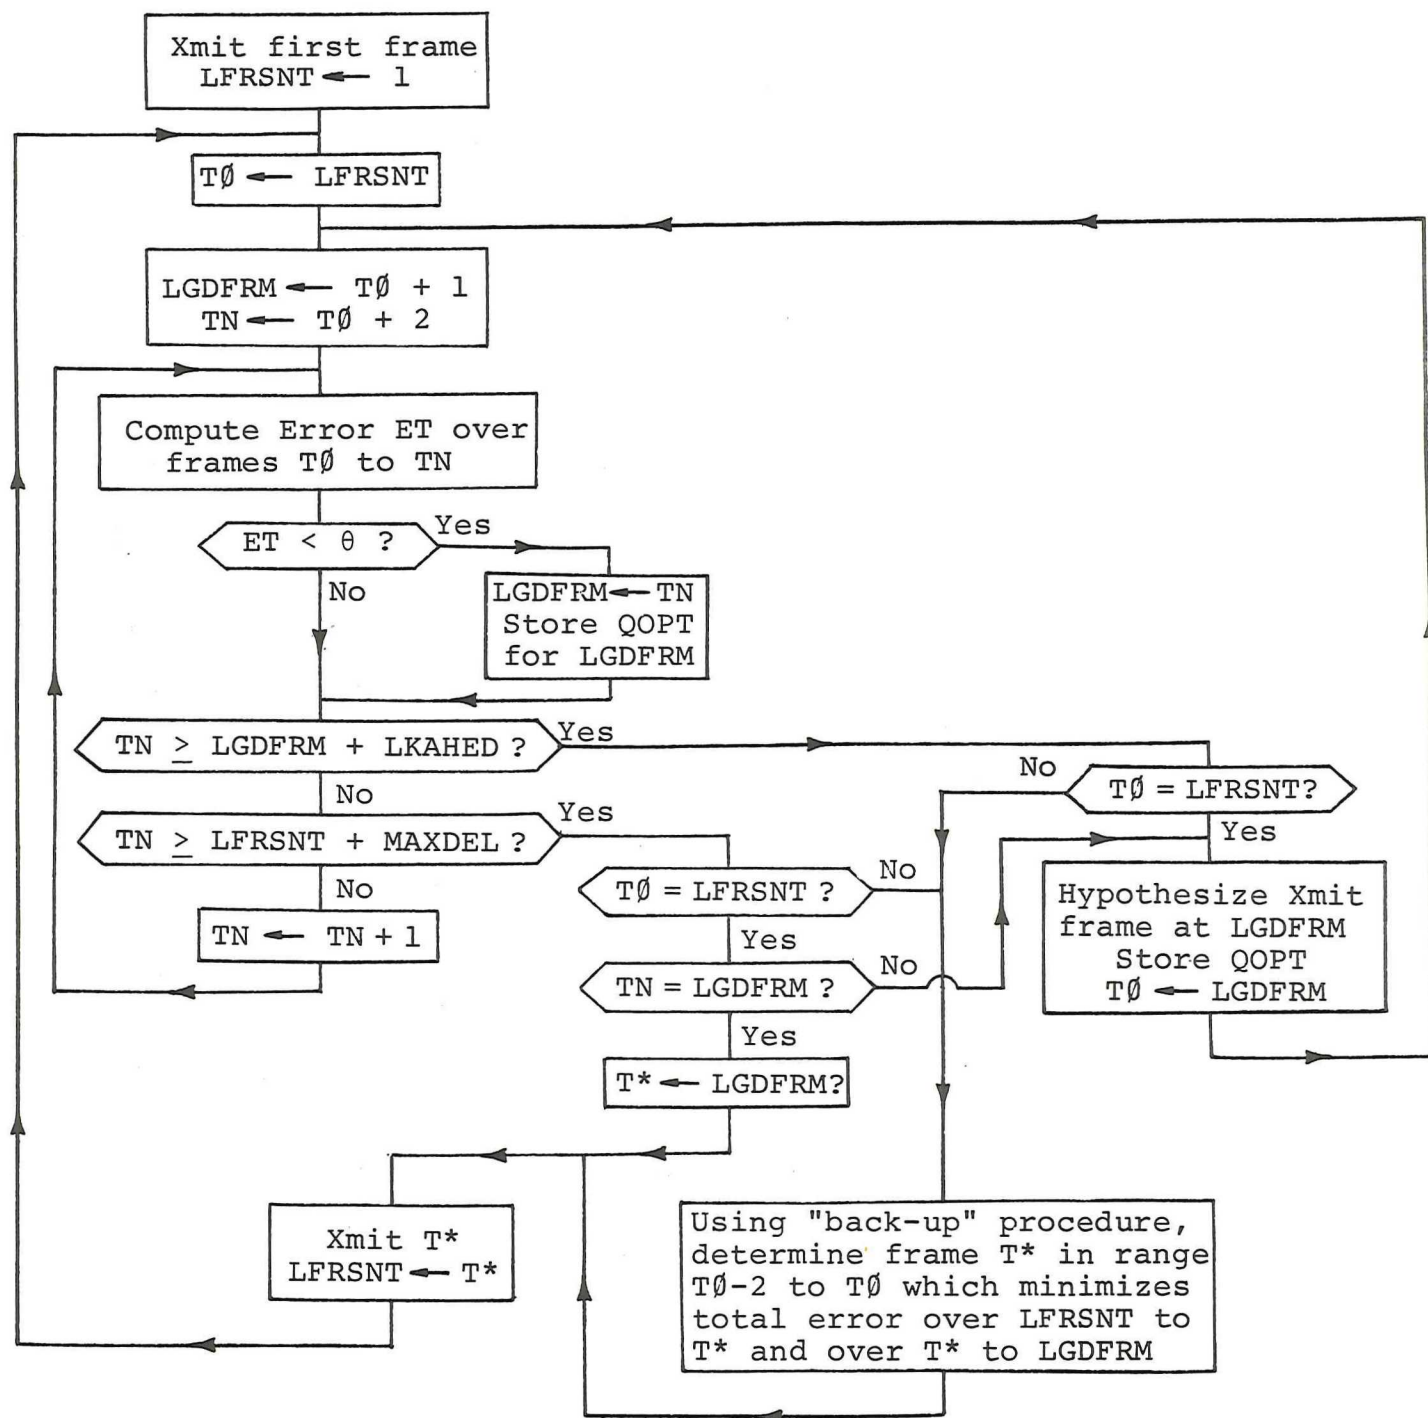 Xmit first frame
LFRSNT ← 1
TØ ← LFRSNT
LGDFRM ← TØ + 1
TN ← TØ + 2
Compute Error ET over
frames TØ to TN
ET < θ ?
Yes
No
LGDFRM ← TN
Store QOPT
for LGDFRM
TN ≥ LGDFRM + LKAHED ?
Yes
No
TN ≥ LFRSNT + MAXDEL ?
Yes
No
TN ← TN + 1
TØ = LFRSNT ?
No
Yes
TN = LGDFRM ?
No
Yes
T* ← LGDFRM?
No
TØ = LFRSNT?
Yes
Hypothesize Xmit
frame at LGDFRM
Store QOPT
TØ ← LGDFRM
Xmit T*
LFRSNT ← T*
Using "back-up" procedure,
determine frame T* in range
TØ-2 to TØ which minimizes
total error over LFRSNT to
T* and over T* to LGDFRM